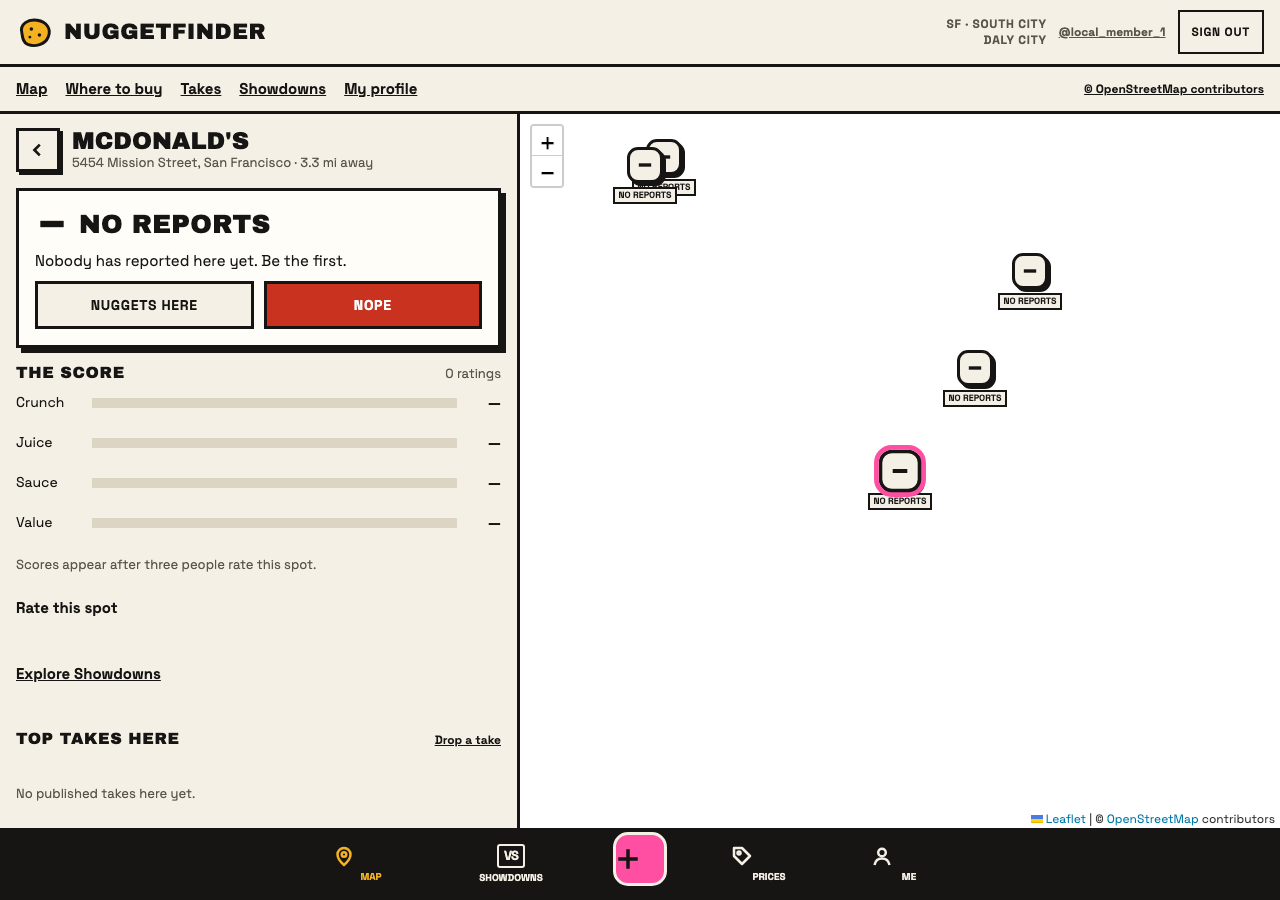 NUGGETFINDER
SF · SOUTH CITY
DALY CITY
@local_member_1
SIGN OUT
Map
Where to buy
Takes
Showdowns
My profile
© OpenStreetMap contributors
MCDONALD'S
5454 Mission Street, San Francisco · 3.3 mi away
NO REPORTS
Nobody has reported here yet. Be the first.
NUGGETS HERE
NOPE
THE SCORE
0 ratings
Crunch
—
Juice
—
Sauce
—
Value
—
Scores appear after three people rate this spot.
Rate this spot
Explore Showdowns
TOP TAKES HERE
Drop a take
No published takes here yet.
+
−
NO REPORTS
NO REPORTS
NO REPORTS
NO REPORTS
Leaflet | © OpenStreetMap contributors
MAP
VS
SHOWDOWNS
+
PRICES
ME